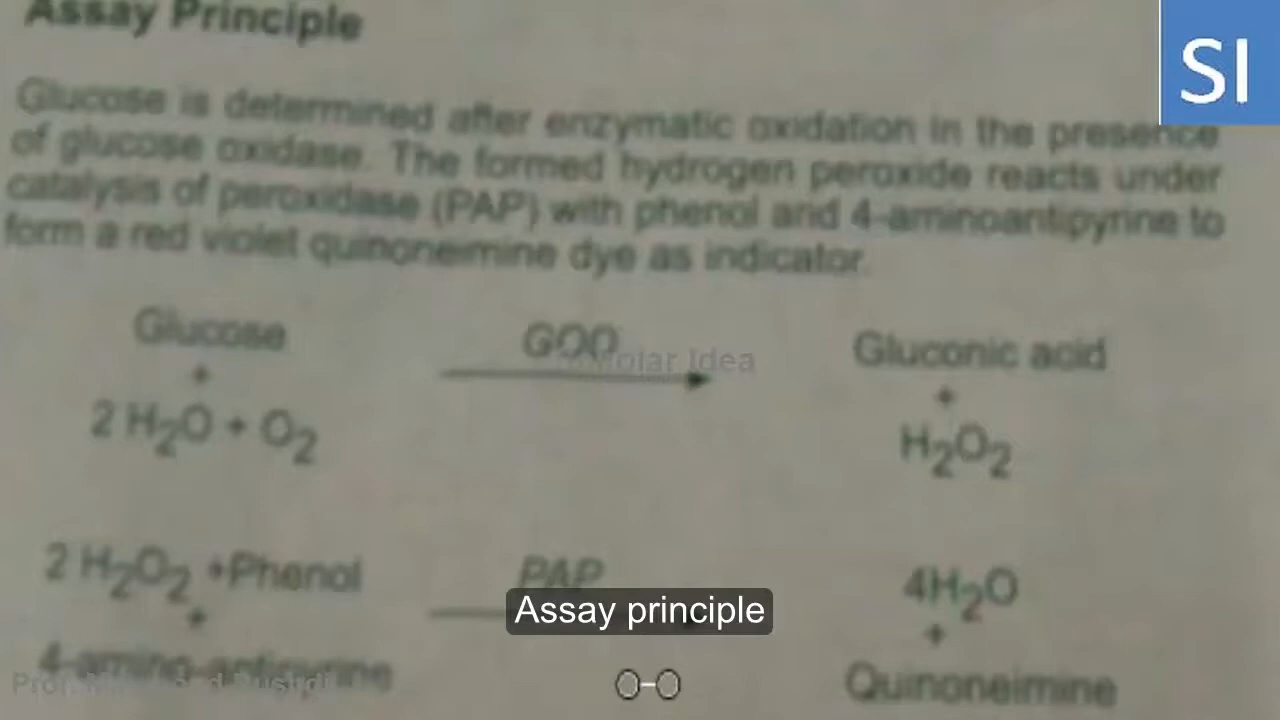 Assay Principle
SI
Glucose is determined after enzymatic oxidation in the presence
of glucose oxidase. The formed hydrogen peroxide reacts under
catalysis of peroxidase (PAP) with phenol and 4-aminoantipyrine to
form a red violet quinoneimine dye as indicator.
Glucose
+
2 H2O + O2
GOD
Idea
Gluconic acid
+
H2O2
2 H2O2 +Phenol
+
4-amino-antipyrine
PAP
4H2O
+
Quinoneimine
Assay principle
Prof.